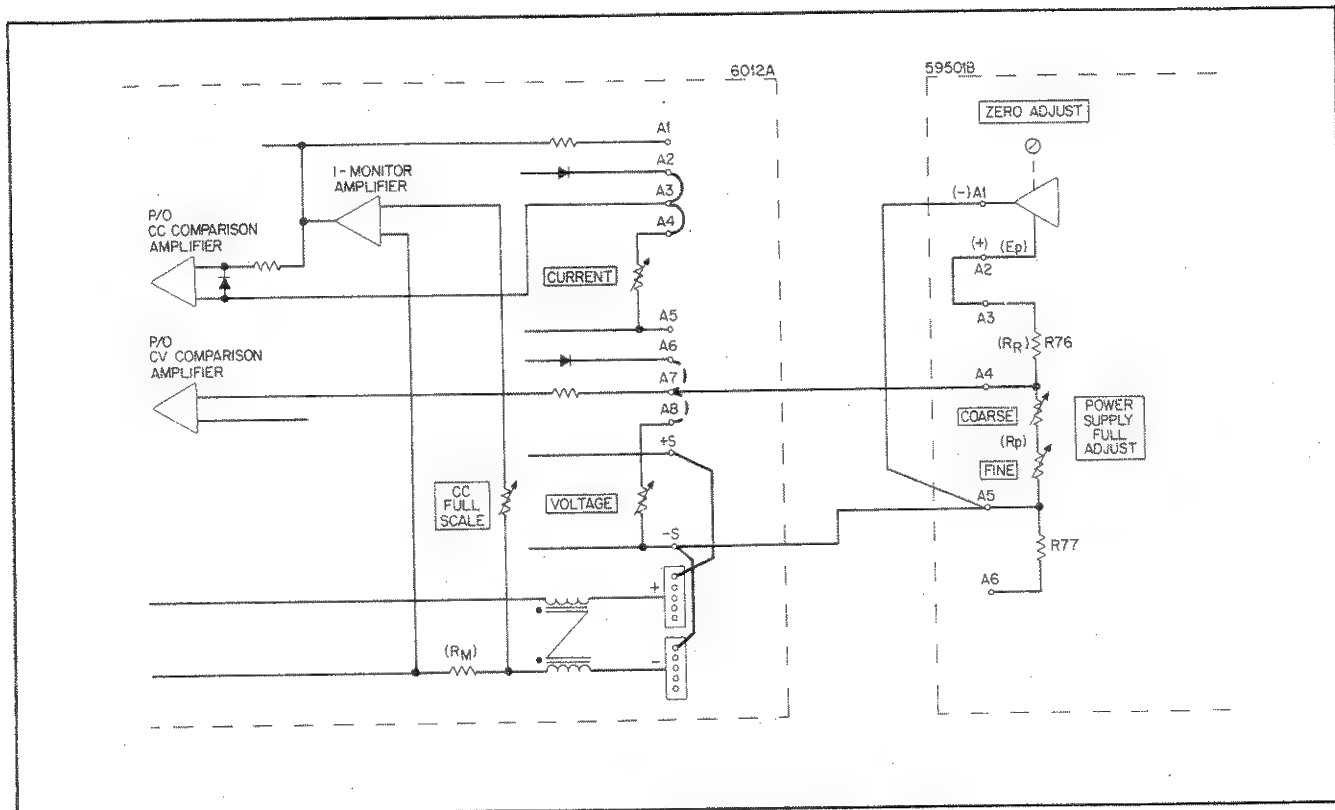 6012A
59501B
ZERO ADJUST
A1
A2
A3
A4
I-MONITOR
AMPLIFIER
P/O
CC COMPARISON
AMPLIFIER
CURRENT
A5
A6
A7
A8
+S
P/O
CV COMPARISON
AMPLIFIER
CC
FULL
SCALE
VOLTAGE
-S
+
-
(RM)
(-) A1
(+)
(Ep)
A2
A3
(RR)
R76
A4
COARSE
(Rp)
FINE
POWER
SUPPLY
FULL
ADJUST
A5
R77
A6